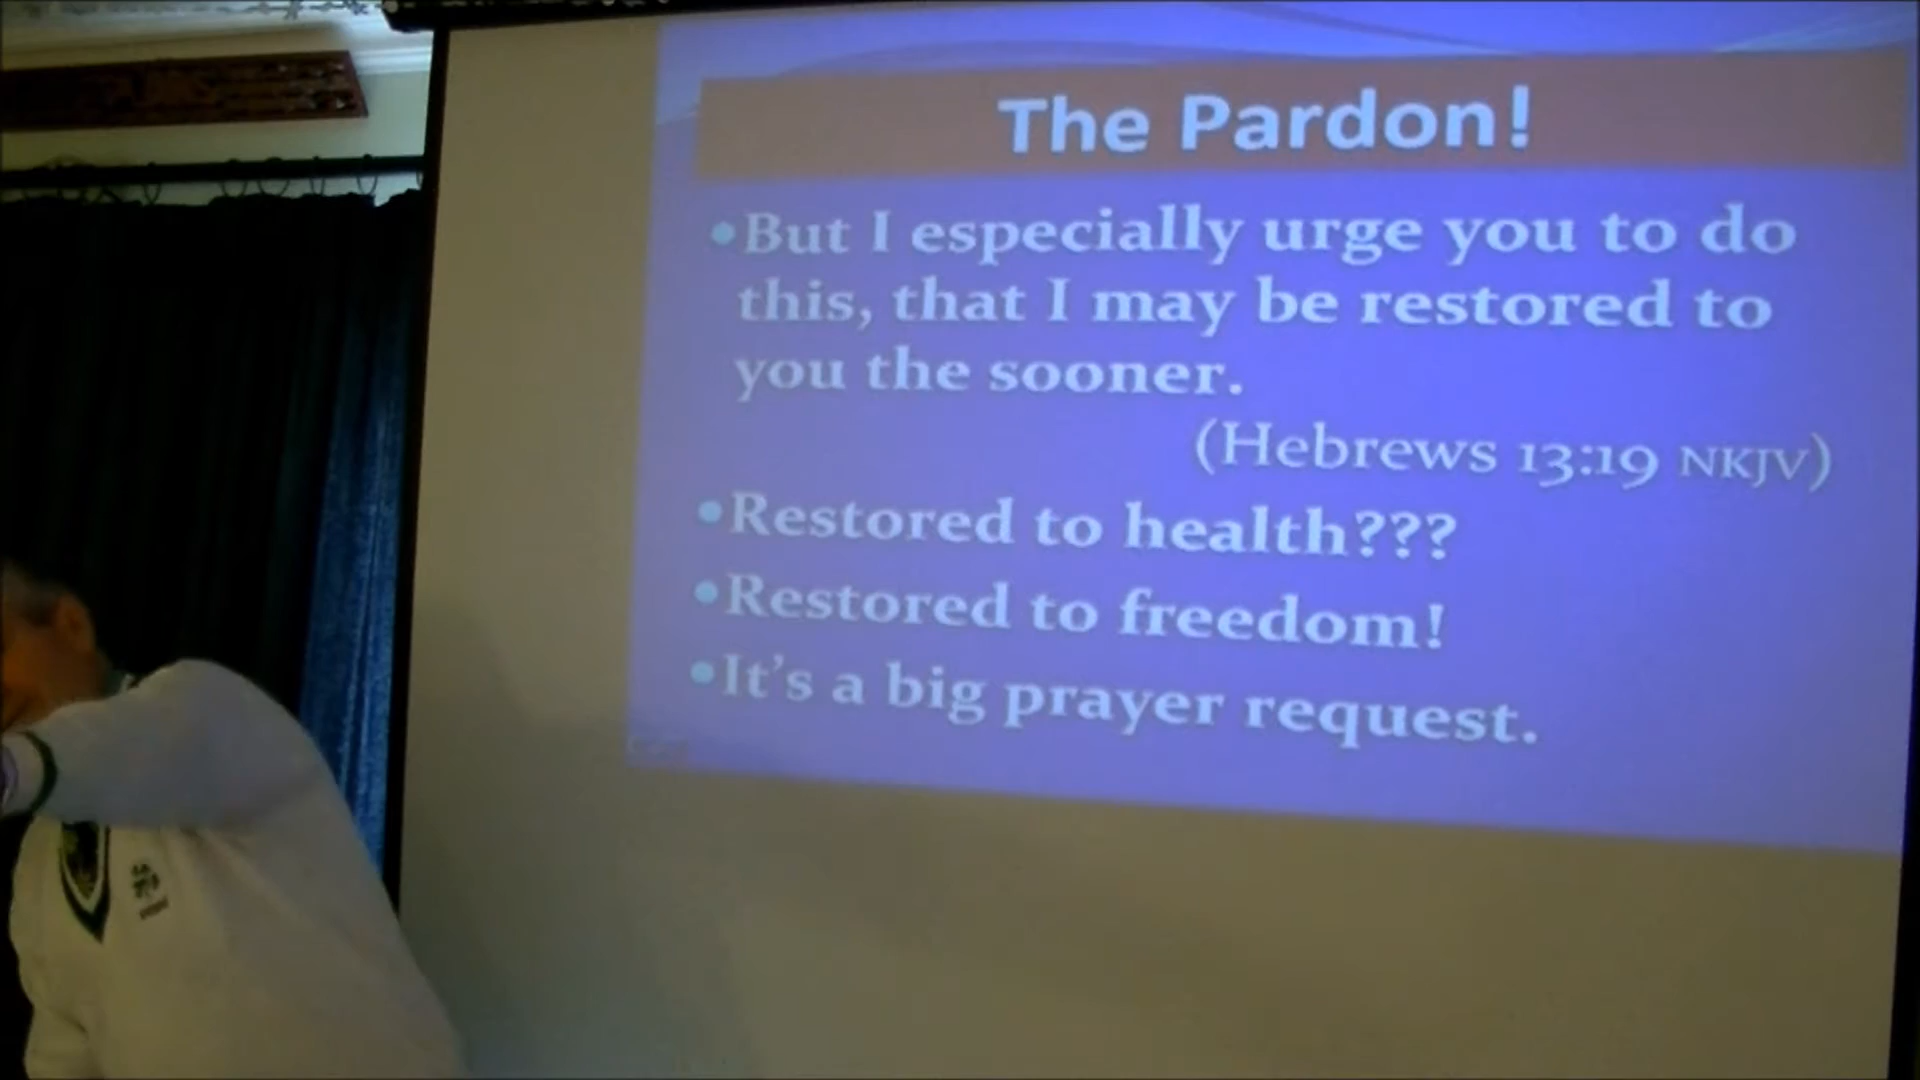 The Pardon!
•But I especially urge you to do
this, that I may be restored to
you the sooner.
(Hebrews 13:19 NKJV)
•Restored to health???
•Restored to freedom!
•It's a big prayer request.